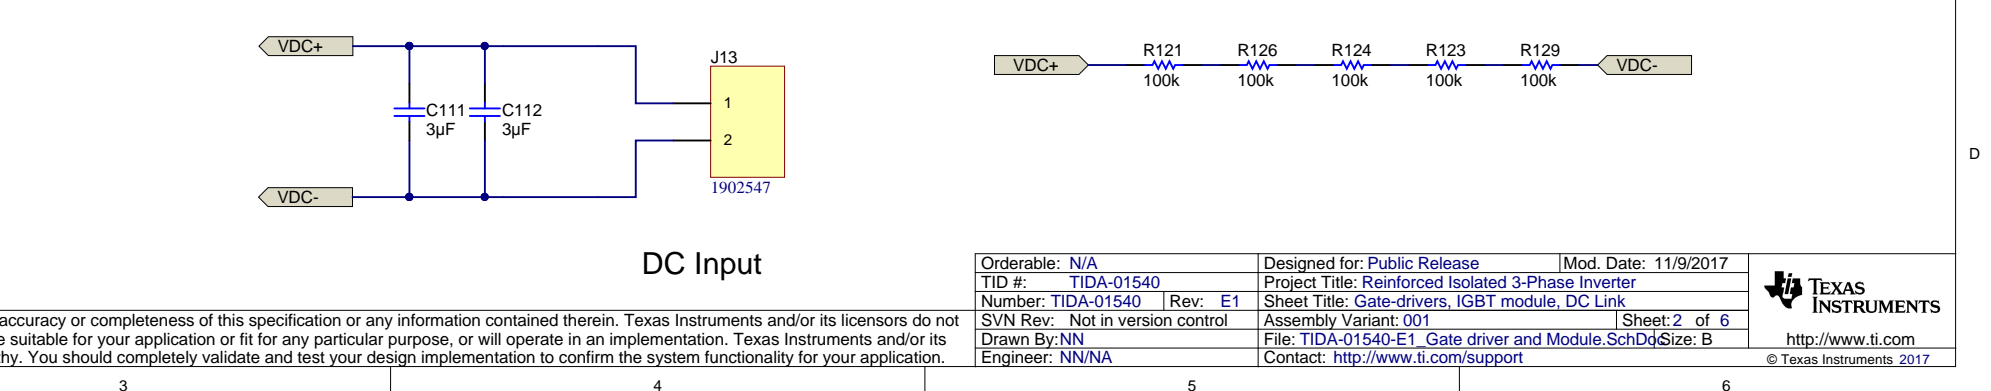 VDC+
VDC-
C111
3µF
C112
3µF
J13
1
2
1902547
DC Input
VDC+
R121
100k
R126
100k
R124
100k
R123
100k
R129
100k
VDC-
D
Orderable: N/A
Designed for: Public Release
Mod. Date: 11/9/2017
TID #: TIDA-01540
Project Title: Reinforced Isolated 3-Phase Inverter
Number: TIDA-01540 Rev: E1
Sheet Title: Gate-drivers, IGBT module, DC Link
SVN Rev: Not in version control
Assembly Variant: 001
Sheet: 2 of 6
Drawn By: NN
File: TIDA-01540-E1_Gate driver and Module.SchDoc
Size: B
Engineer: NN/NA
Contact: http://www.ti.com/support
TEXAS
INSTRUMENTS
http://www.ti.com
© Texas Instruments 2017
accuracy or completeness of this specification or any information contained therein. Texas Instruments and/or its licensors do not
e suitable for your application or fit for any particular purpose, or will operate in an implementation. Texas Instruments and/or its
hy. You should completely validate and test your design implementation to confirm the system functionality for your application.
3
4
5
6